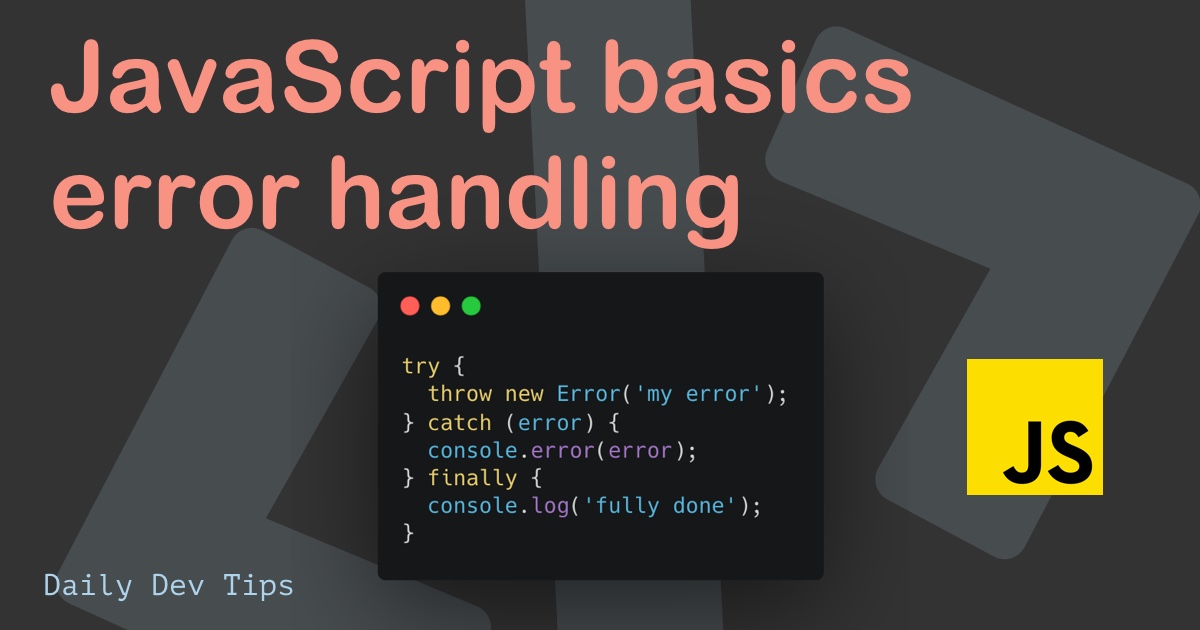 JavaScript basics
error handling
try {
  throw new Error('my error');
} catch (error) {
  console.error(error);
} finally {
  console.log('fully done');
}
JS
Daily Dev Tips